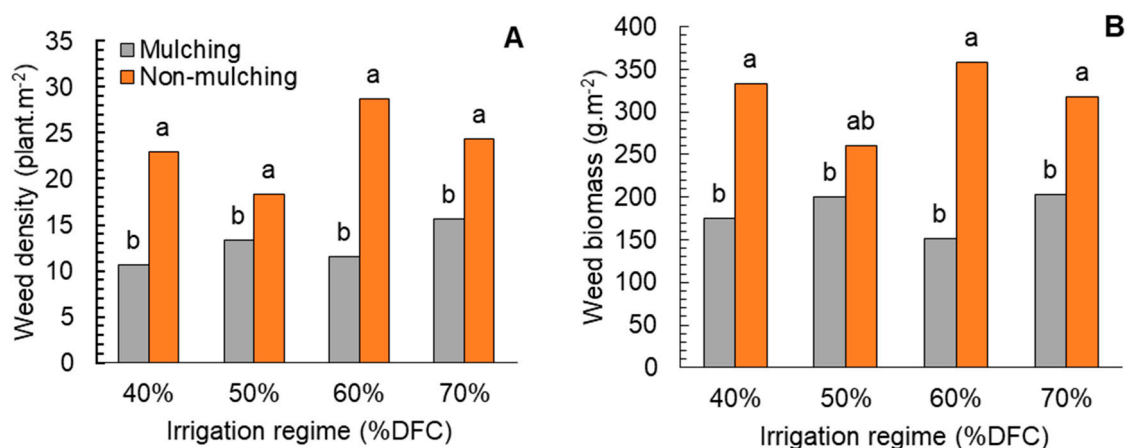 A
Mulching
Non-mulching
Weed density (plant.m⁻²)
35
30
25
20
15
10
5
0
b a b a b a b a
40% 50% 60% 70%
Irrigation regime (%DFC)
B
Weed biomass (g.m⁻²)
400
350
300
250
200
150
100
50
0
b a b ab b a b a
40% 50% 60% 70%
Irrigation regime (%DFC)